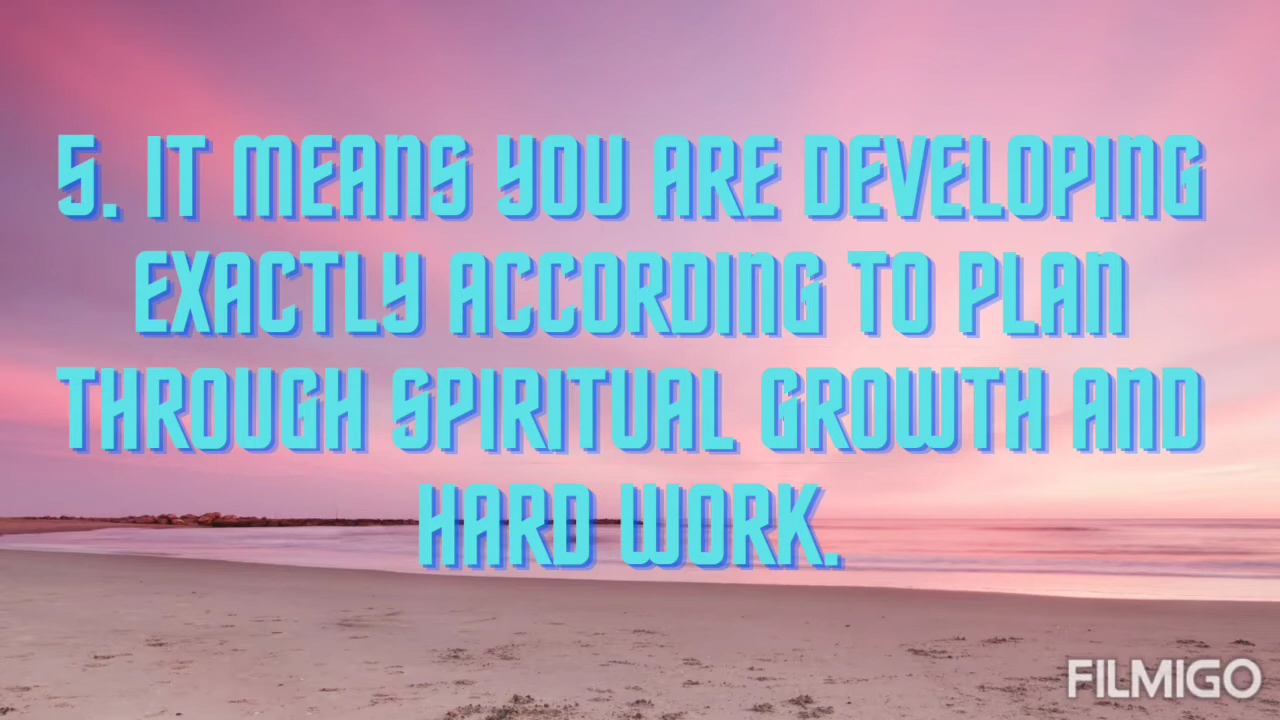 5. IT MEANS YOU ARE DEVELOPING
EXACTLY ACCORDING TO PLAN
THROUGH SPIRITUAL GROWTH AND
HARD WORK.
FILMIGO